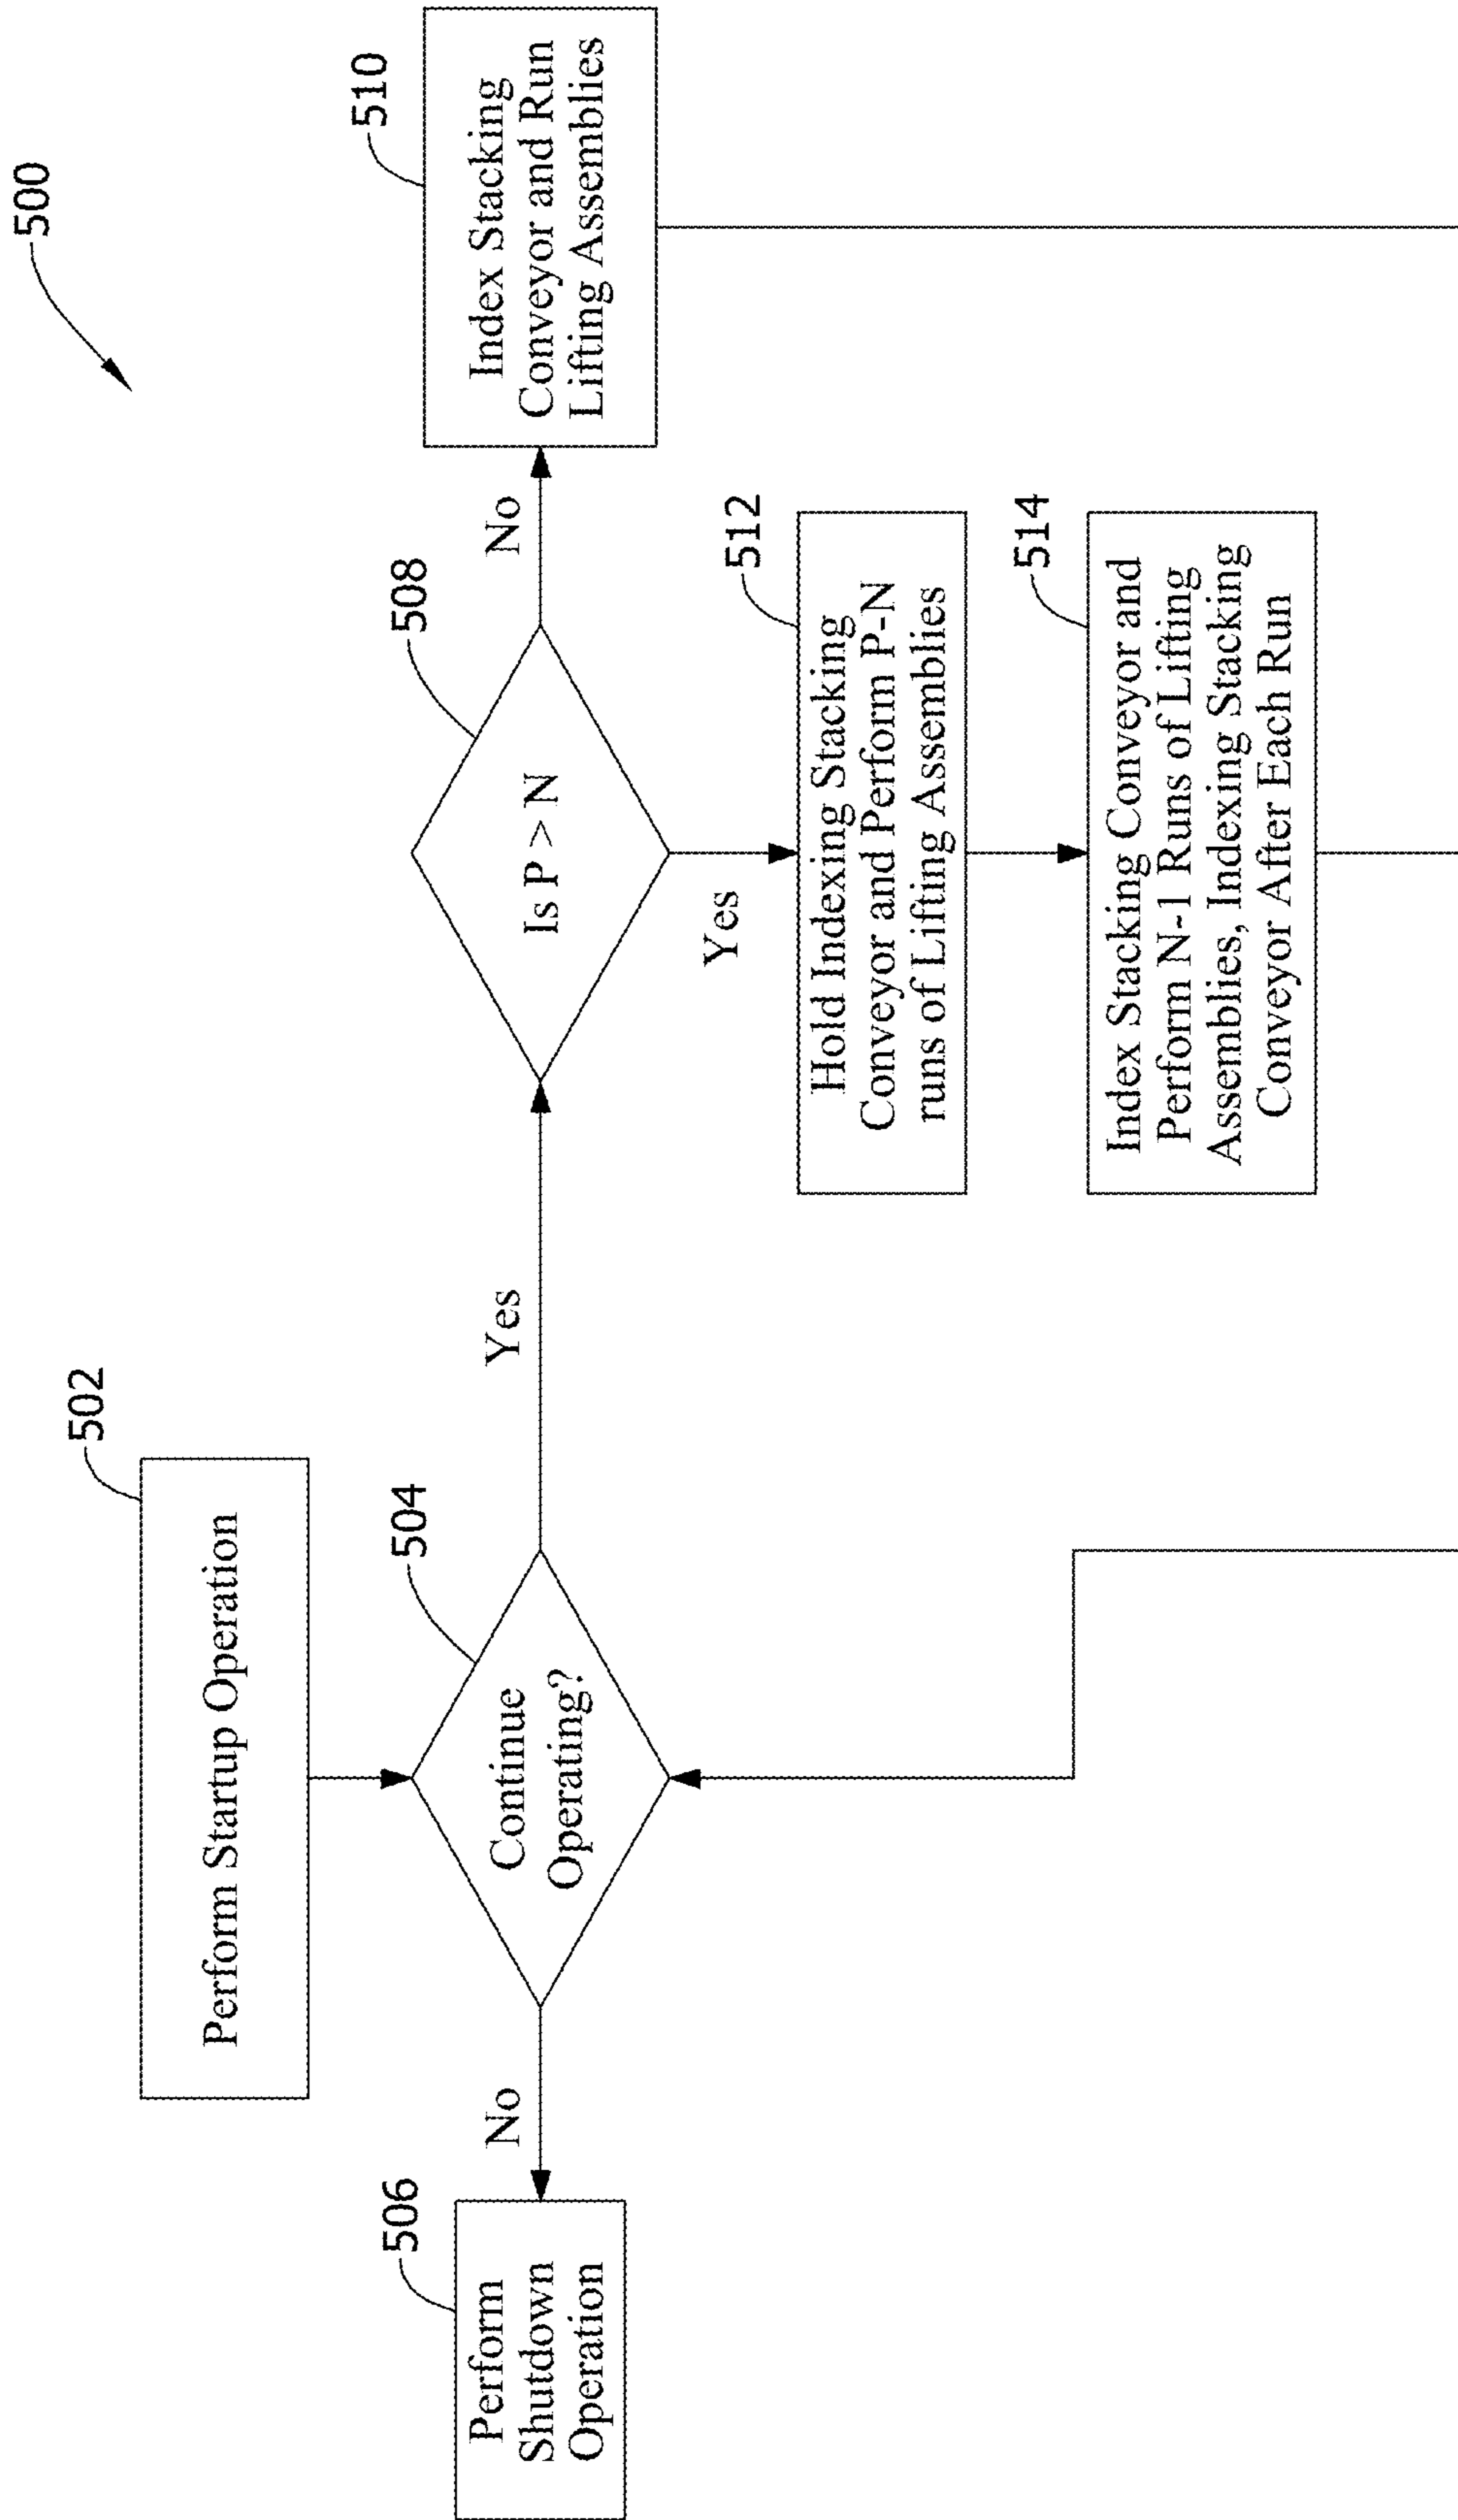 500
502
Perform Startup Operation
504
Continue
Operating?
No
506
Perform
Shutdown
Operation
Yes
508
Is P > N
No
510
Index Stacking
Conveyor and Run
Lifting Assemblies
Yes
512
Hold Indexing Stacking
Conveyor and Perform P-N
runs of Lifting Assemblies
514
Index Stacking Conveyor and
Perform N-1 Runs of Lifting
Assemblies, Indexing Stacking
Conveyor After Each Run